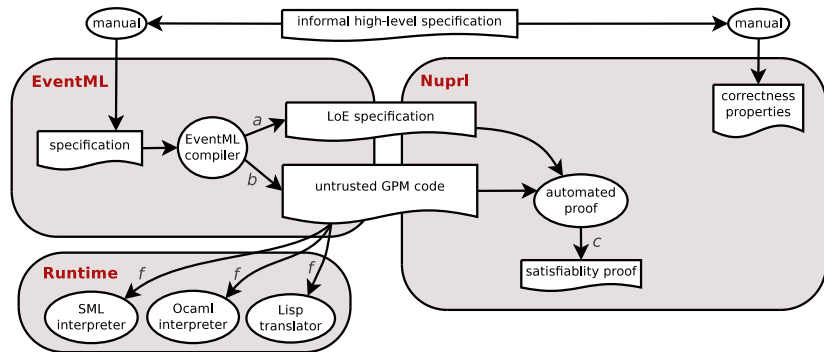 manual
informal high-level specification
manual
EventML
Nuprl
a
LoE specification
correctness
properties
specification
EventML
compiler
b
untrusted GPM code
automated
proof
c
satisfiablity proof
Runtime
f
f
f
SML
interpreter
Ocaml
interpreter
Lisp
translator